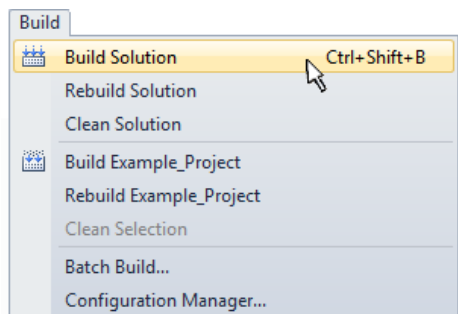 Build
Build Solution Ctrl+Shift+B
Rebuild Solution
Clean Solution
Build Example_Project
Rebuild Example_Project
Clean Selection
Batch Build...
Configuration Manager...